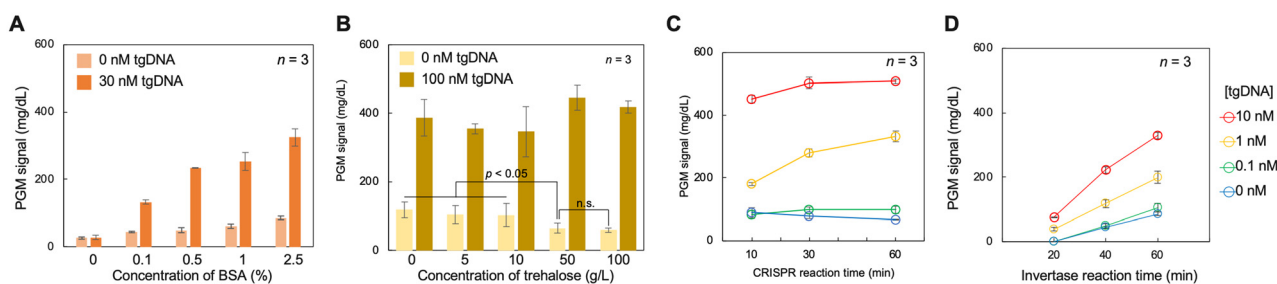 A
600
400
200
0
PGM signal (mg/dL)
0 nM tgDNA
30 nM tgDNA
n = 3
0 0.1 0.5 1 2.5
Concentration of BSA (%)
B
600
400
200
0
PGM signal (mg/dL)
0 nM tgDNA
100 nM tgDNA
n = 3
p < 0.05
n.s.
0 5 10 50 100
Concentration of trehalose (g/L)
C
600
400
200
0
PGM signal (mg/dL)
n = 3
10 30 60
CRISPR reaction time (min)
D
600
400
200
0
PGM signal (mg/dL)
n = 3
20 40 60
Invertase reaction time (min)
[tgDNA]
10 nM
1 nM
0.1 nM
0 nM